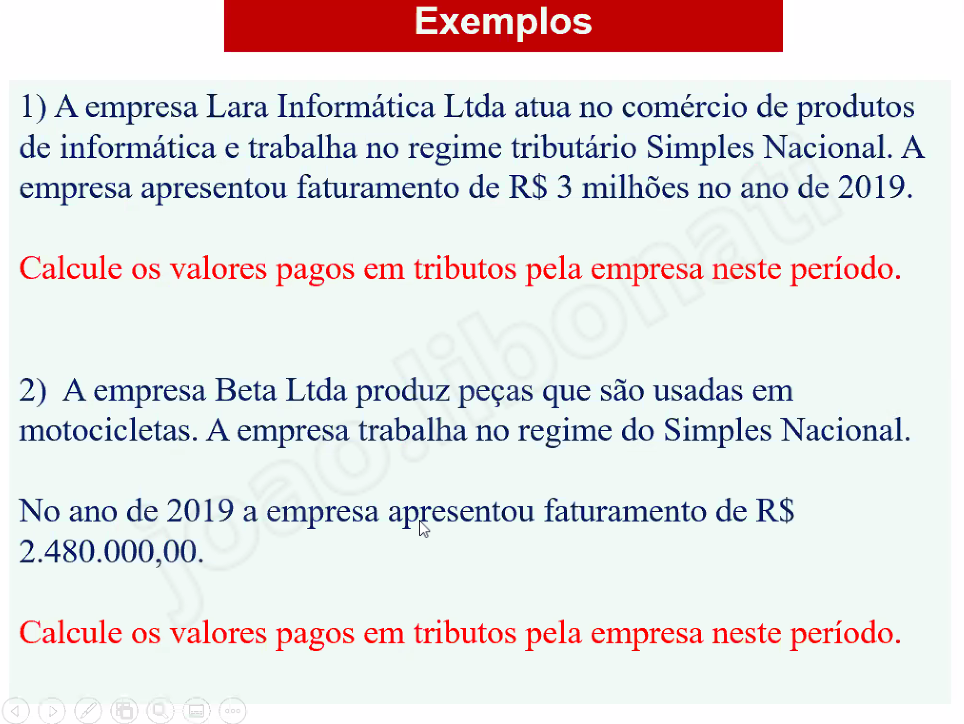 Exemplos
1) A empresa Lara Informática Ltda atua no comércio de produtos
de informática e trabalha no regime tributário Simples Nacional. A
empresa apresentou faturamento de R$ 3 milhões no ano de 2019.
Calcule os valores pagos em tributos pela empresa neste período.
2) A empresa Beta Ltda produz peças que são usadas em
motocicletas. A empresa trabalha no regime do Simples Nacional.
No ano de 2019 a empresa apresentou faturamento de R$
2.480.000,00.
Calcule os valores pagos em tributos pela empresa neste período.
joao.libonati